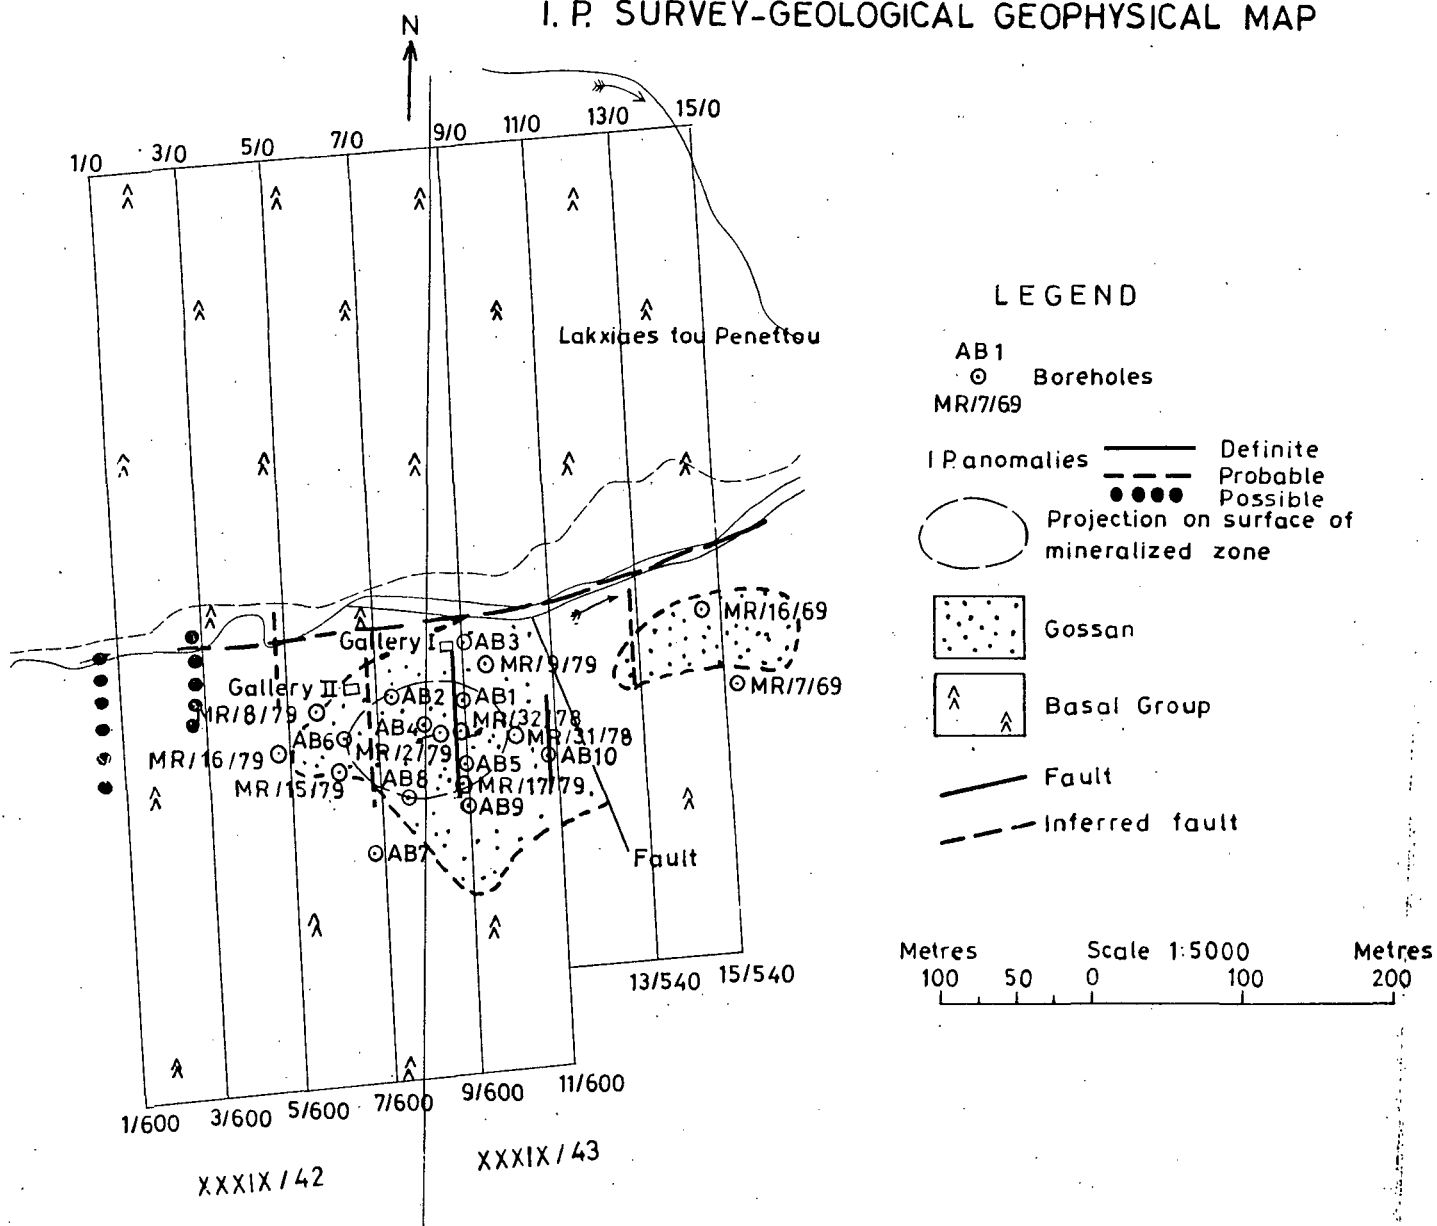 I. P. SURVEY-GEOLOGICAL GEOPHYSICAL MAP
N
1/0 3/0 5/0 7/0 9/0 11/0 13/0 15/0
Lakxiaes tou Penettou
LEGEND
AB 1
Boreholes
MR/7/69
I P. anomalies
Definite
Probable
Possible
Projection on surface of
mineralized zone
Gossan
Basal Group
Fault
Inferred fault
Metres Scale 1:5000 Metres
100 50 0 100 200
MR/16/69
MR/7/69
Gallery I
AB3
MR/9/79
Gallery II
AB2
AB1
MR/8/79
AB4
MR/32/78
MR/31/78
AB6
MR/2/79
AB10
MR/16/79
AB5
MR/15/79
AB8
MR/17/79
AB9
AB7
Fault
13/540 15/540
1/600 3/600 5/600 7/600 9/600 11/600
XXXIX/42
XXXIX/43